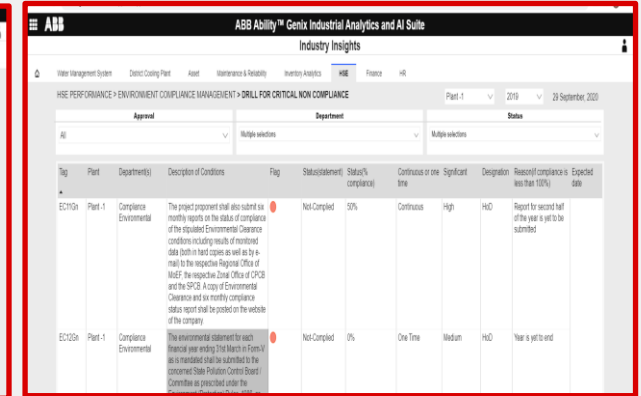 ABB
ABB Ability™ Genix Industrial Analytics and AI Suite
Industry Insights
Water Management System District Cooling Plant Asset Maintenance & Reliability Inventory Analytics HSE Finance HR
HSE PERFORMANCE > ENVIRONMENT COMPLIANCE MANAGEMENT > DRILL FOR CRITICAL NON COMPLIANCE Plant -1 2019 29 September, 2020
Approval Department Status
All Multiple selections Multiple selections
Tag Plant Department(s) Description of Conditions Flag Status(statement) Status(% compliance) Continuous or one time Significant Designation Reason(if compliance is less than 100%) Expected date
EC11Gn Plant -1 Compliance Environmental
The project proponent shall also submit six
monthly reports on the status of compliance
of the stipulated Environmental Clearance
conditions including results of monitored
data (both in hard copies as well as by e-
mail) to the respective Regional Office of
MoEF, the respective Zonal Office of CPCB
and the SPCB. A copy of Environmental
Clearance and six monthly compliance
status report shall be posted on the website
of the company.
Not-Complied 50% Continuous High HoD
Report for second half
of the year is yet to be
submitted
EC12Gn Plant -1 Compliance Environmental
The environmental statement for each
financial year ending 31st March in Form-V
as is mandated shall be submitted to the
concerned State Pollution Control Board /
Committee as prescribed under the
Not-Complied 0% One Time Medium HoD Year is yet to end